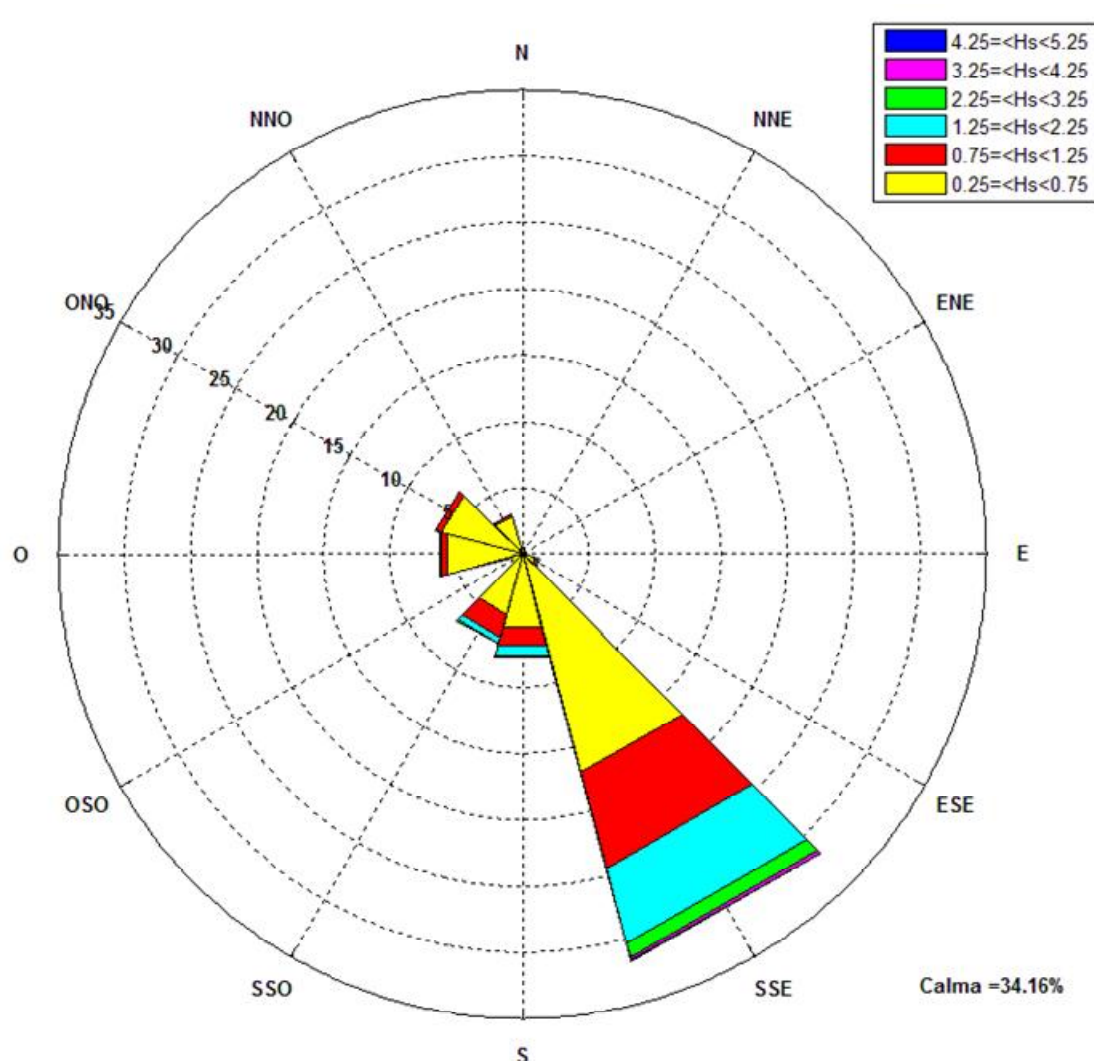 4.25=<Hs<5.25
3.25=<Hs<4.25
2.25=<Hs<3.25
1.25=<Hs<2.25
0.75=<Hs<1.25
0.25=<Hs<0.75
N
NNO
NNE
ONO
ENE
35
30
25
20
15
10
5
O
E
OSO
ESE
SSO
SSE
Calma =34.16%
S